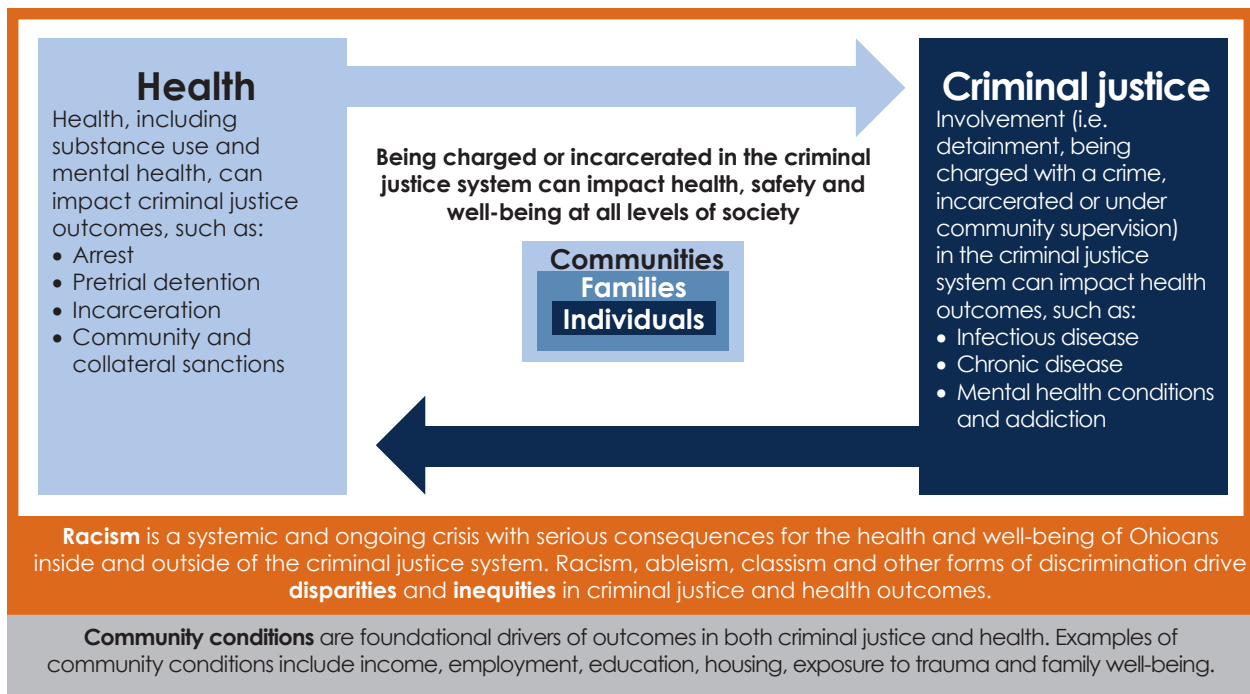 Health
Health, including
substance use and
mental health, can
impact criminal justice
outcomes, such as:
• Arrest
• Pretrial detention
• Incarceration
• Community and
collateral sanctions
Being charged or incarcerated in the criminal
justice system can impact health, safety and
well-being at all levels of society
Communities
Families
Individuals
Criminal justice
Involvement (i.e.
detainment, being
charged with a crime,
incarcerated or under
community supervision)
in the criminal justice
system can impact health
outcomes, such as:
• Infectious disease
• Chronic disease
• Mental health conditions
and addiction
Racism is a systemic and ongoing crisis with serious consequences for the health and well-being of Ohioans
inside and outside of the criminal justice system. Racism, ableism, classism and other forms of discrimination drive
disparities and inequities in criminal justice and health outcomes.
Community conditions are foundational drivers of outcomes in both criminal justice and health. Examples of
community conditions include income, employment, education, housing, exposure to trauma and family well-being.